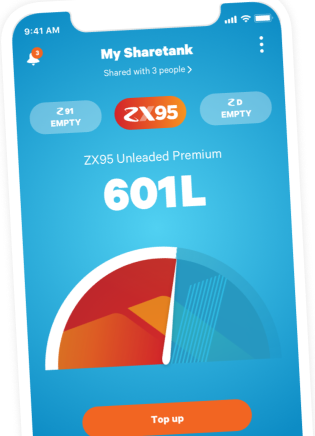 9:41 AM
3
My Sharetank
Shared with 3 people
Z 91
EMPTY
ZX95
Z D
EMPTY
ZX95 Unleaded Premium
601L
Top up